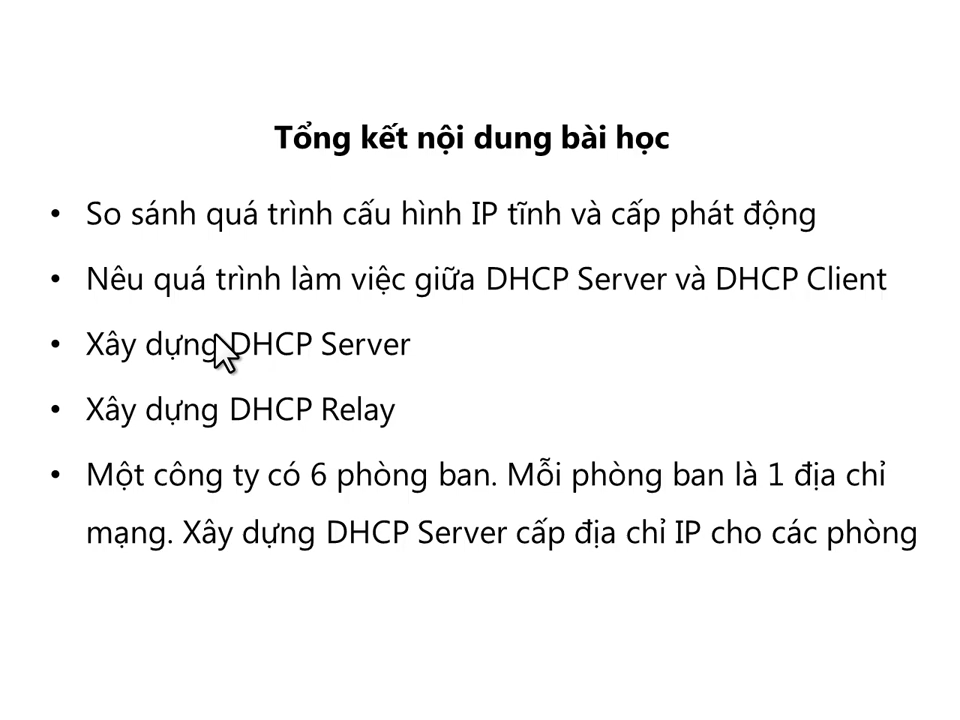 Tổng kết nội dung bài học
• So sánh quá trình cấu hình IP tĩnh và cấp phát động
• Nêu quá trình làm việc giữa DHCP Server và DHCP Client
• Xây dựng DHCP Server
• Xây dựng DHCP Relay
• Một công ty có 6 phòng ban. Mỗi phòng ban là 1 địa chỉ
mạng. Xây dựng DHCP Server cấp địa chỉ IP cho các phòng